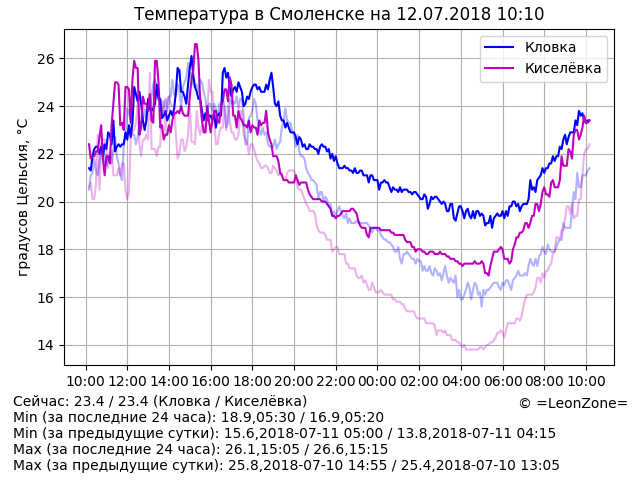 Температура в Смоленске на 12.07.2018 10:10
Кловка
Киселёвка
градусов Цельсия, °C
26
24
22
20
18
16
14
10:00 12:00 14:00 16:00 18:00 20:00 22:00 00:00 02:00 04:00 06:00 08:00 10:00
Сейчас: 23.4 / 23.4 (Кловка / Киселёвка)
© =LeonZone=
Min (за последние 24 часа): 18.9,05:30 / 16.9,05:20
Min (за предыдущие сутки): 15.6,2018-07-11 05:00 / 13.8,2018-07-11 04:15
Max (за последние 24 часа): 26.1,15:05 / 26.6,15:15
Max (за предыдущие сутки): 25.8,2018-07-10 14:55 / 25.4,2018-07-10 13:05